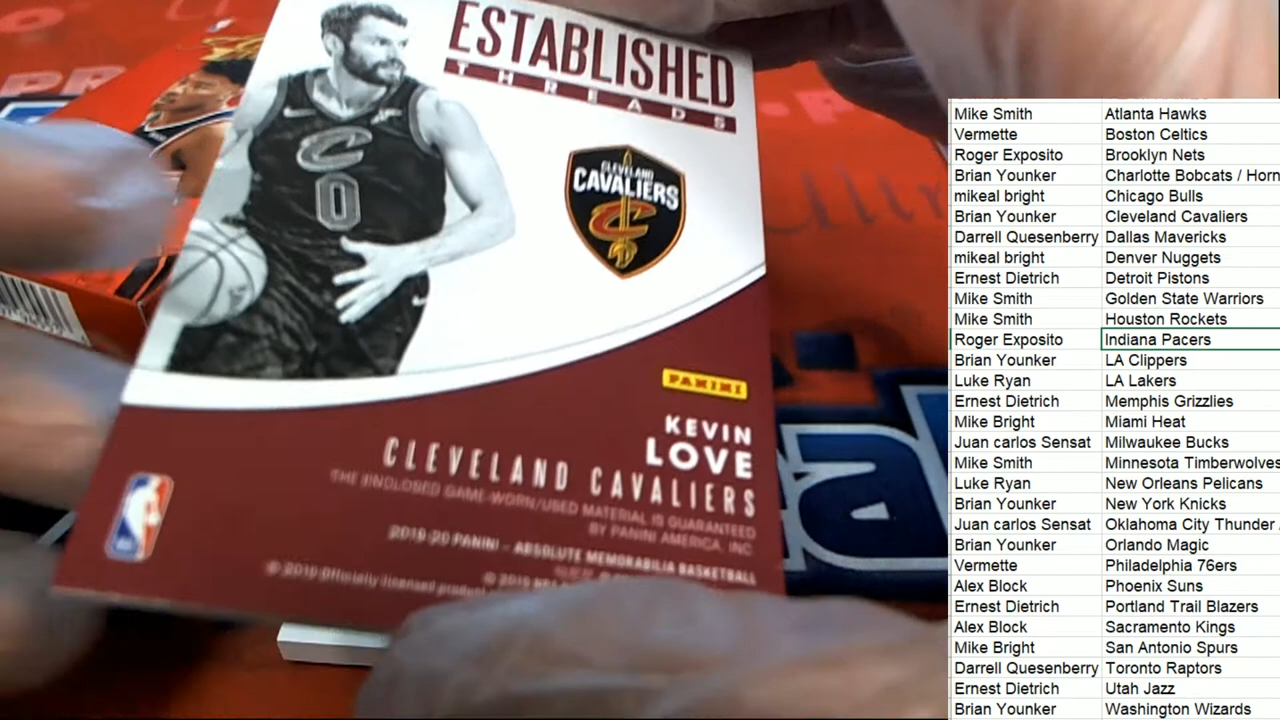 ESTABLISHED
THREADS
CLEVELAND
CAVALIERS
C
C
0
PANINI
KEVIN
LOVE
CLEVELAND CAVALIERS
THE ENCLOSED GAME-WORN/USED MATERIAL IS GUARANTEED
BY PANINI AMERICA, INC
2019-20 PANINI – ABSOLUTE MEMORABILIA BASKETBALL
© 2019
Officially licensed product
NBA
PR
Mike Smith Atlanta Hawks
Vermette Boston Celtics
Roger Exposito Brooklyn Nets
Brian Younker Charlotte Bobcats / Horn
mikeal bright Chicago Bulls
Brian Younker Cleveland Cavaliers
Darrell Quesenberry Dallas Mavericks
mikeal bright Denver Nuggets
Ernest Dietrich Detroit Pistons
Mike Smith Golden State Warriors
Mike Smith Houston Rockets
Roger Exposito Indiana Pacers
Brian Younker LA Clippers
Luke Ryan LA Lakers
Ernest Dietrich Memphis Grizzlies
Mike Bright Miami Heat
Juan carlos Sensat Milwaukee Bucks
Mike Smith Minnesota Timberwolves
Luke Ryan New Orleans Pelicans
Brian Younker New York Knicks
Juan carlos Sensat Oklahoma City Thunder /
Brian Younker Orlando Magic
Vermette Philadelphia 76ers
Alex Block Phoenix Suns
Ernest Dietrich Portland Trail Blazers
Alex Block Sacramento Kings
Mike Bright San Antonio Spurs
Darrell Quesenberry Toronto Raptors
Ernest Dietrich Utah Jazz
Brian Younker Washington Wizards